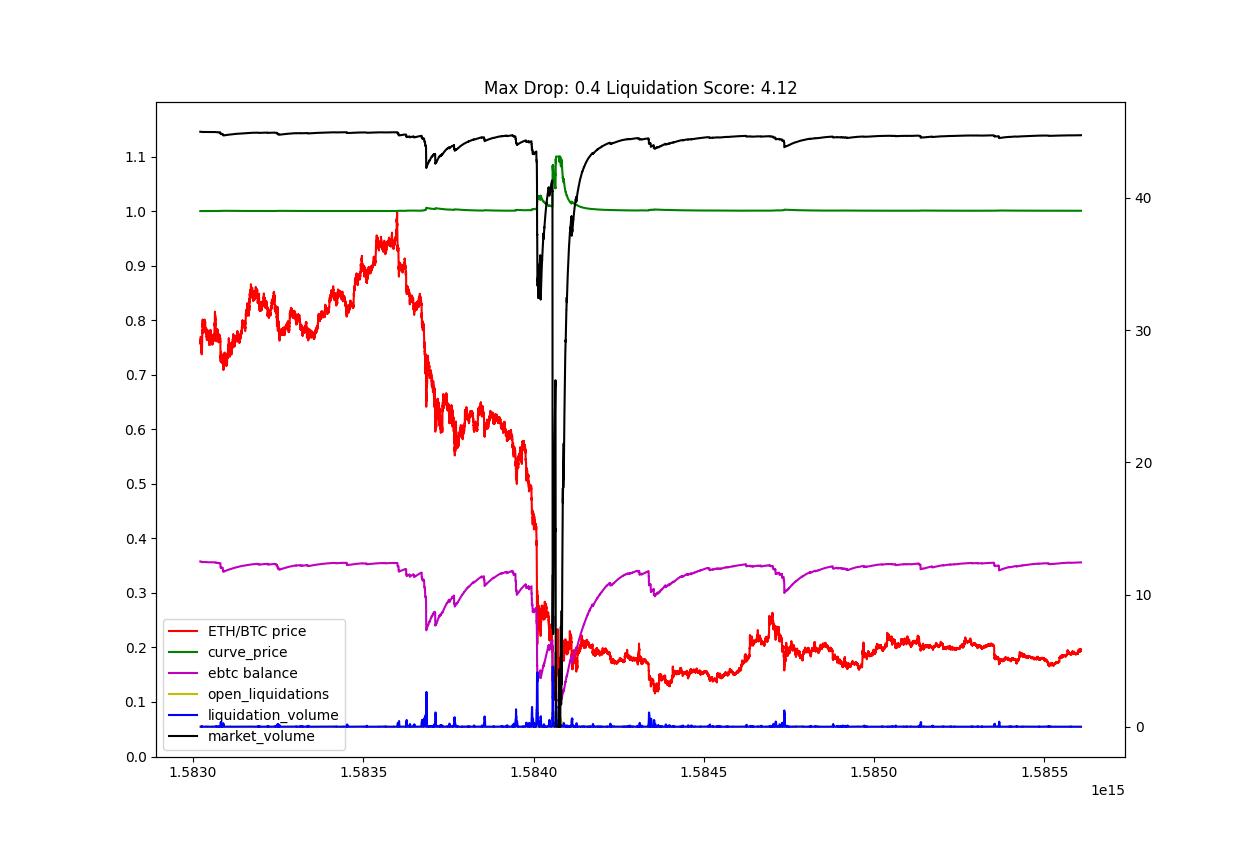 Max Drop: 0.4 Liquidation Score: 4.12
1.1
1.0
0.9
0.8
0.7
0.6
0.5
0.4
0.3
0.2
0.1
0.0
40
30
20
10
0
ETH/BTC price
curve_price
ebtc balance
open_liquidations
liquidation_volume
market_volume
1.5830 1.5835 1.5840 1.5845 1.5850 1.5855
1e15